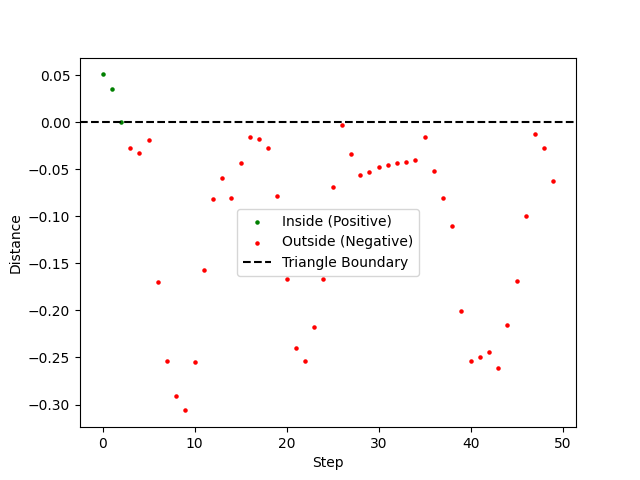 0.05
0.00
−0.05
−0.10
−0.15
−0.20
−0.25
−0.30
Distance
Inside (Positive)
Outside (Negative)
Triangle Boundary
0 10 20 30 40 50
Step